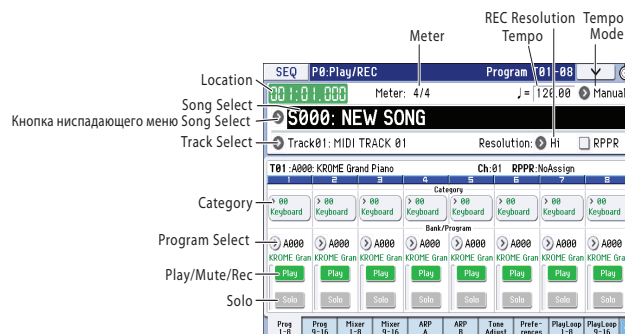 REC Resolution Tempo
Meter Tempo Mode
SEQ P0:Play/REC Program T01-08
Location 001:01.000 Meter: 4/4 ♩= 120.00 Manual
Song Select
Кнопка ниспадающего меню Song Select S000: NEW SONG
Track Select Track01: MIDI TRACK 01 Resolution: Hi RPPR
T01:A000: KROME Grand Piano Ch:01 RPPR:NoAssign
1 2 3 4 5 6 7 8
Category
Category > 00 > 00 > 00 > 00 > 00 > 00 > 00 > 00
Keyboard Keyboard Keyboard Keyboard Keyboard Keyboard Keyboard Keyboard
Bank/Program
Program Select A000 A000 A000 A000 A000 A000 A000 A000
KROME Gran KROME Gran KROME Gran KROME Gran KROME Gran KROME Gran KROME Gran KROME Gran
Play/Mute/Rec Play Play Play Play Play Play Play Play
Solo Solo Solo Solo Solo Solo Solo Solo Solo
Prog Prog Mixer Mixer ARP ARP Tone Prefe- PlayLoop PlayLoop
1-8 9-16 1-8 9-16 A B Adjust rences 1-8 9-16